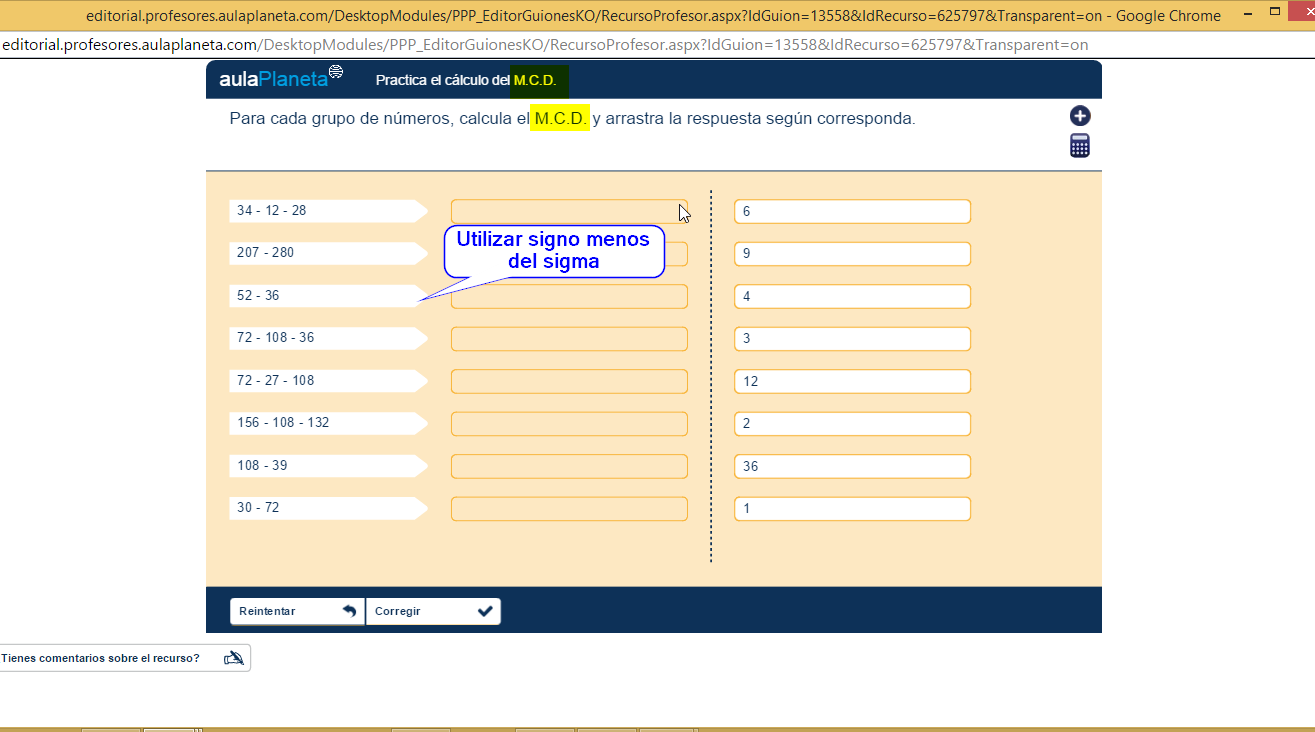 editorial.profesores.aulaplaneta.com/DesktopModules/PPP_EditorGuionesKO/RecursoProfesor.aspx?IdGuion=13558&IdRecurso=625797&Transparent=on - Google Chrome
editorial.profesores.aulaplaneta.com/DesktopModules/PPP_EditorGuionesKO/RecursoProfesor.aspx?IdGuion=13558&IdRecurso=625797&Transparent=on
aulaPlaneta Practica el cálculo del M.C.D.
Para cada grupo de números, calcula el M.C.D. y arrastra la respuesta según corresponda.
34 - 12 - 28 6
Utilizar signo menos
del sigma
207 - 280 9
52 - 36 4
72 - 108 - 36 3
72 - 27 - 108 12
156 - 108 - 132 2
108 - 39 36
30 - 72 1
Reintentar Corregir
Tienes comentarios sobre el recurso?